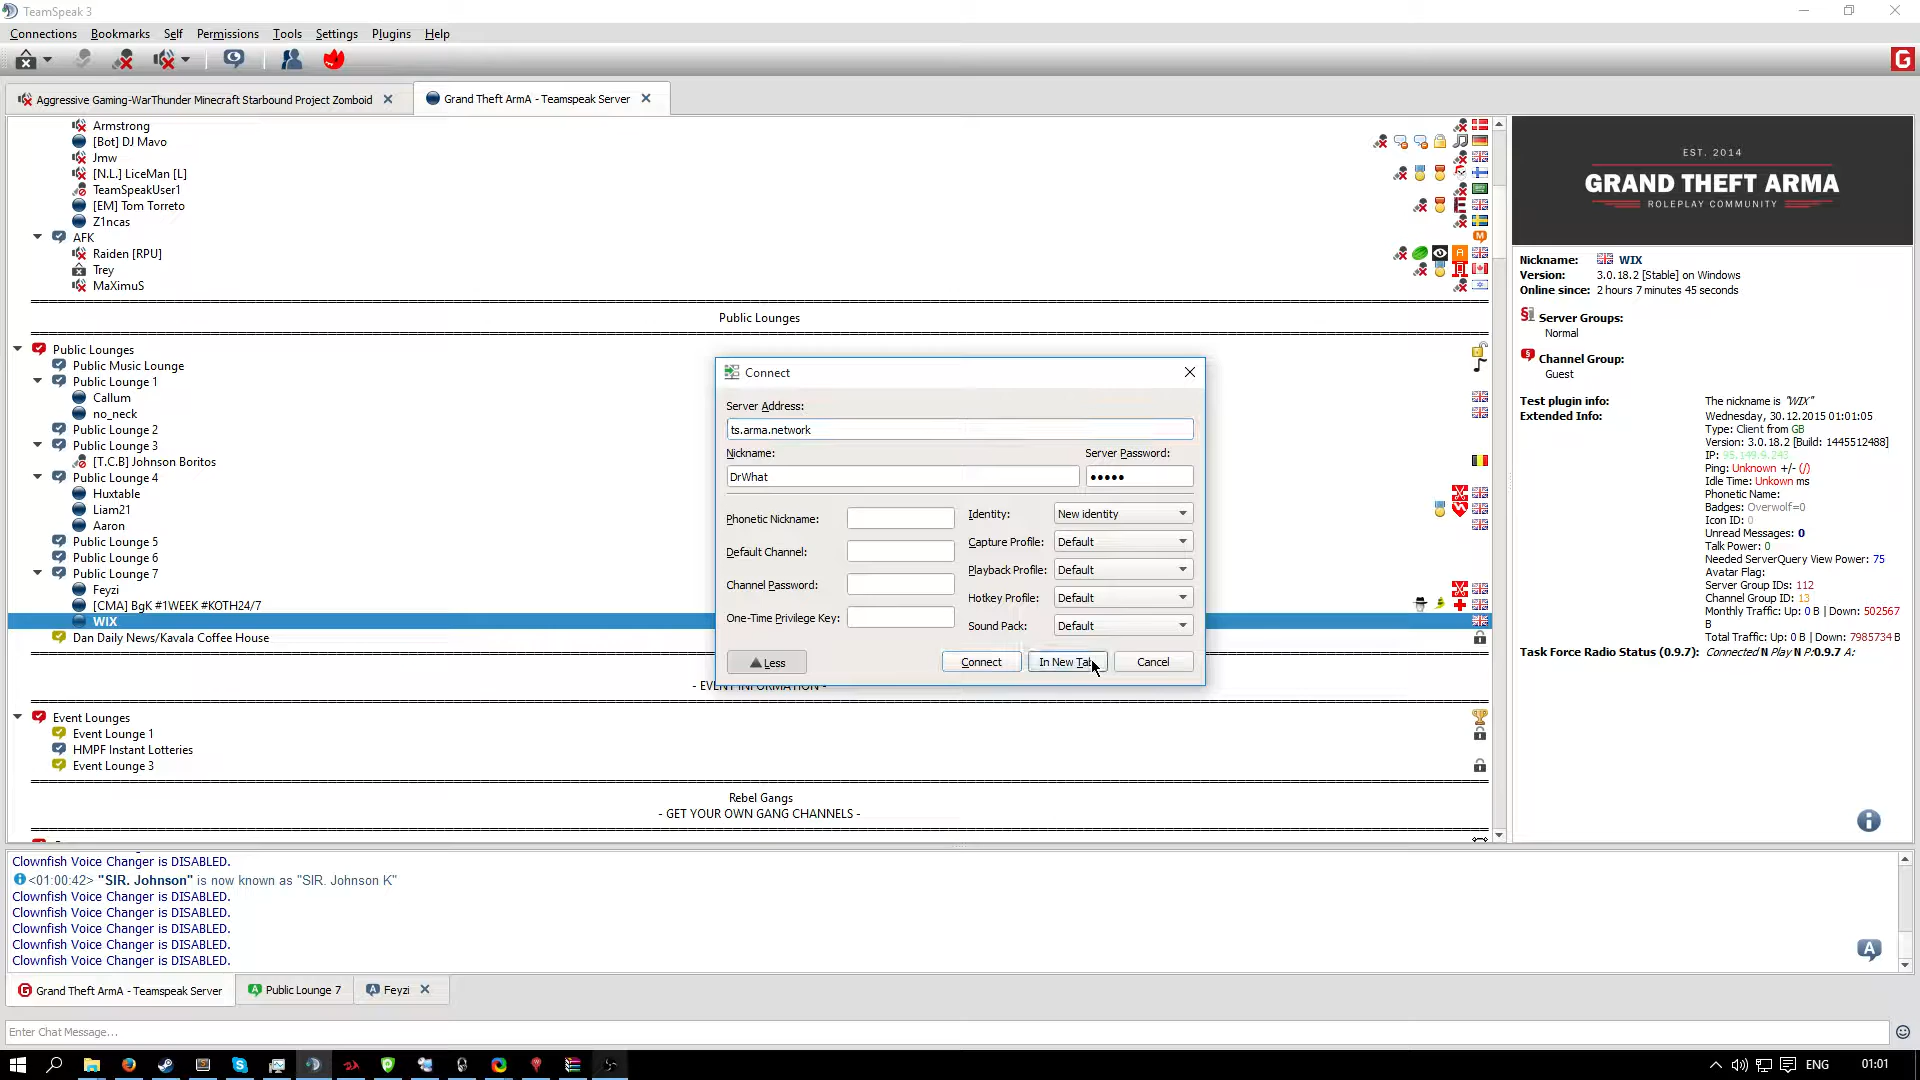 TeamSpeak 3
Connections Bookmarks Self Permissions Tools Settings Plugins Help
Aggressive Gaming-WarThunder Minecraft Starbound Project Zomboid
Grand Theft ArmA - Teamspeak Server
Armstrong
[Bot] DJ Mavo
Jmw
[N.L.] LiceMan [L]
TeamSpeakUser1
[EM] Tom Torreto
Z1ncas
AFK
Raiden [RPU]
Trey
MaXimuS
Public Lounges
Public Lounges
Public Music Lounge
Public Lounge 1
Callum
no_neck
Public Lounge 2
Public Lounge 3
[T.C.B] Johnson Boritos
Public Lounge 4
Huxtable
Liam21
Aaron
Public Lounge 5
Public Lounge 6
Public Lounge 7
Feyzi
[CMA] BgK #1WEEK #KOTH24/7
WIX
Dan Daily News/Kavala Coffee House
- EVENT INFORMATION -
Event Lounges
Event Lounge 1
HMPF Instant Lotteries
Event Lounge 3
Rebel Gangs
- GET YOUR OWN GANG CHANNELS -
Connect
Server Address:
ts.arma.network
Nickname: Server Password:
DrWhat •••••
Phonetic Nickname:
Default Channel:
Channel Password:
One-Time Privilege Key:
Identity: New identity
Capture Profile: Default
Playback Profile: Default
Hotkey Profile: Default
Sound Pack: Default
Less Connect In New Tab Cancel
EST. 2014
GRAND THEFT ARMA
ROLEPLAY COMMUNITY
Nickname: WIX
Version: 3.0.18.2 [Stable] on Windows
Online since: 2 hours 7 minutes 45 seconds
Server Groups:
Normal
Channel Group:
Guest
Test plugin info: The nickname is "WIX"
Extended Info: Wednesday, 30.12.2015 01:01:05
Type: Client from GB
Version: 3.0.18.2 [Build: 1445512488]
IP: 95.149.9.243
Ping: Unknown +/- (/)
Idle Time: Unkown ms
Phonetic Name:
Badges: Overwolf=0
Icon ID: 0
Unread Messages: 0
Talk Power: 0
Needed ServerQuery View Power: 75
Avatar Flag:
Server Group IDs: 112
Channel Group ID: 13
Monthly Traffic: Up: 0 B | Down: 502567
B
Total Traffic: Up: 0 B | Down: 7985734 B
Task Force Radio Status (0.9.7): Connected N Play N P:0.9.7 A:
Clownfish Voice Changer is DISABLED.
<01:00:42> "SIR. Johnson" is now known as "SIR. Johnson K"
Clownfish Voice Changer is DISABLED.
Clownfish Voice Changer is DISABLED.
Clownfish Voice Changer is DISABLED.
Clownfish Voice Changer is DISABLED.
Clownfish Voice Changer is DISABLED.
Grand Theft ArmA - Teamspeak Server
Public Lounge 7
Feyzi
Enter Chat Message...
ENG 01:01